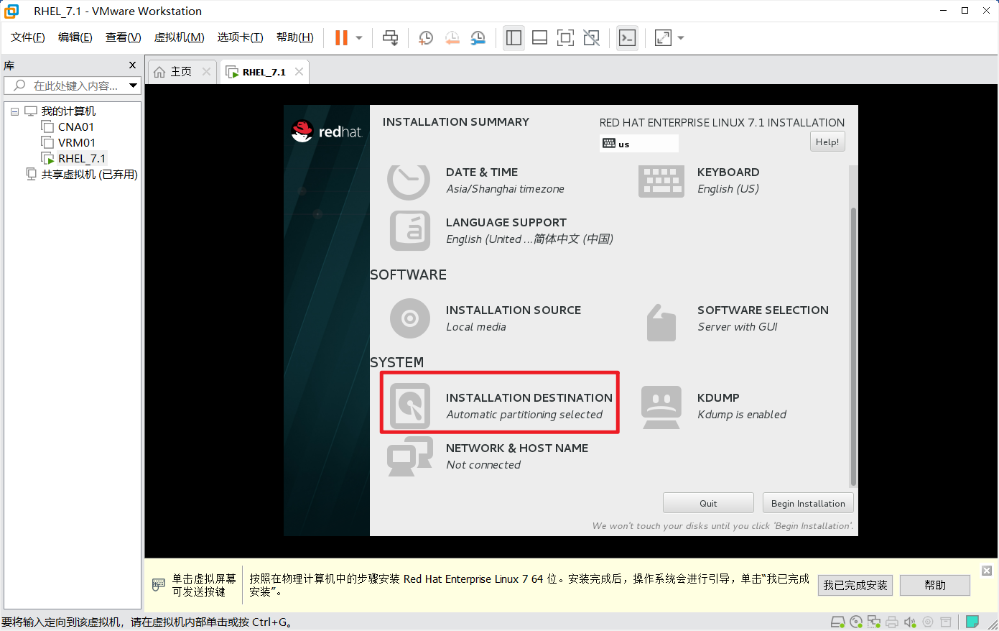 RHEL_7.1 - VMware Workstation
文件(F) 编辑(E) 查看(V) 虚拟机(M) 选项卡(T) 帮助(H)
库
在此处键入内容...
我的计算机
CNA01
VRM01
RHEL_7.1
共享虚拟机 (已弃用)
主页
RHEL_7.1
redhat.
INSTALLATION SUMMARY
RED HAT ENTERPRISE LINUX 7.1 INSTALLATION
us
Help!
DATE & TIME
Asia/Shanghai timezone
KEYBOARD
English (US)
LANGUAGE SUPPORT
English (United ...简体中文 (中国)
SOFTWARE
INSTALLATION SOURCE
Local media
SOFTWARE SELECTION
Server with GUI
SYSTEM
INSTALLATION DESTINATION
Automatic partitioning selected
KDUMP
Kdump is enabled
NETWORK & HOST NAME
Not connected
Quit
Begin Installation
We won't touch your disks until you click 'Begin Installation'.
单击虚拟屏幕
可发送按键
按照在物理计算机中的步骤安装 Red Hat Enterprise Linux 7 64 位。安装完成后，操作系统会进行引导，单击“我已完成
安装”。
我已完成安装
帮助
要将输入定向到该虚拟机，请在虚拟机内部单击或按 Ctrl+G。